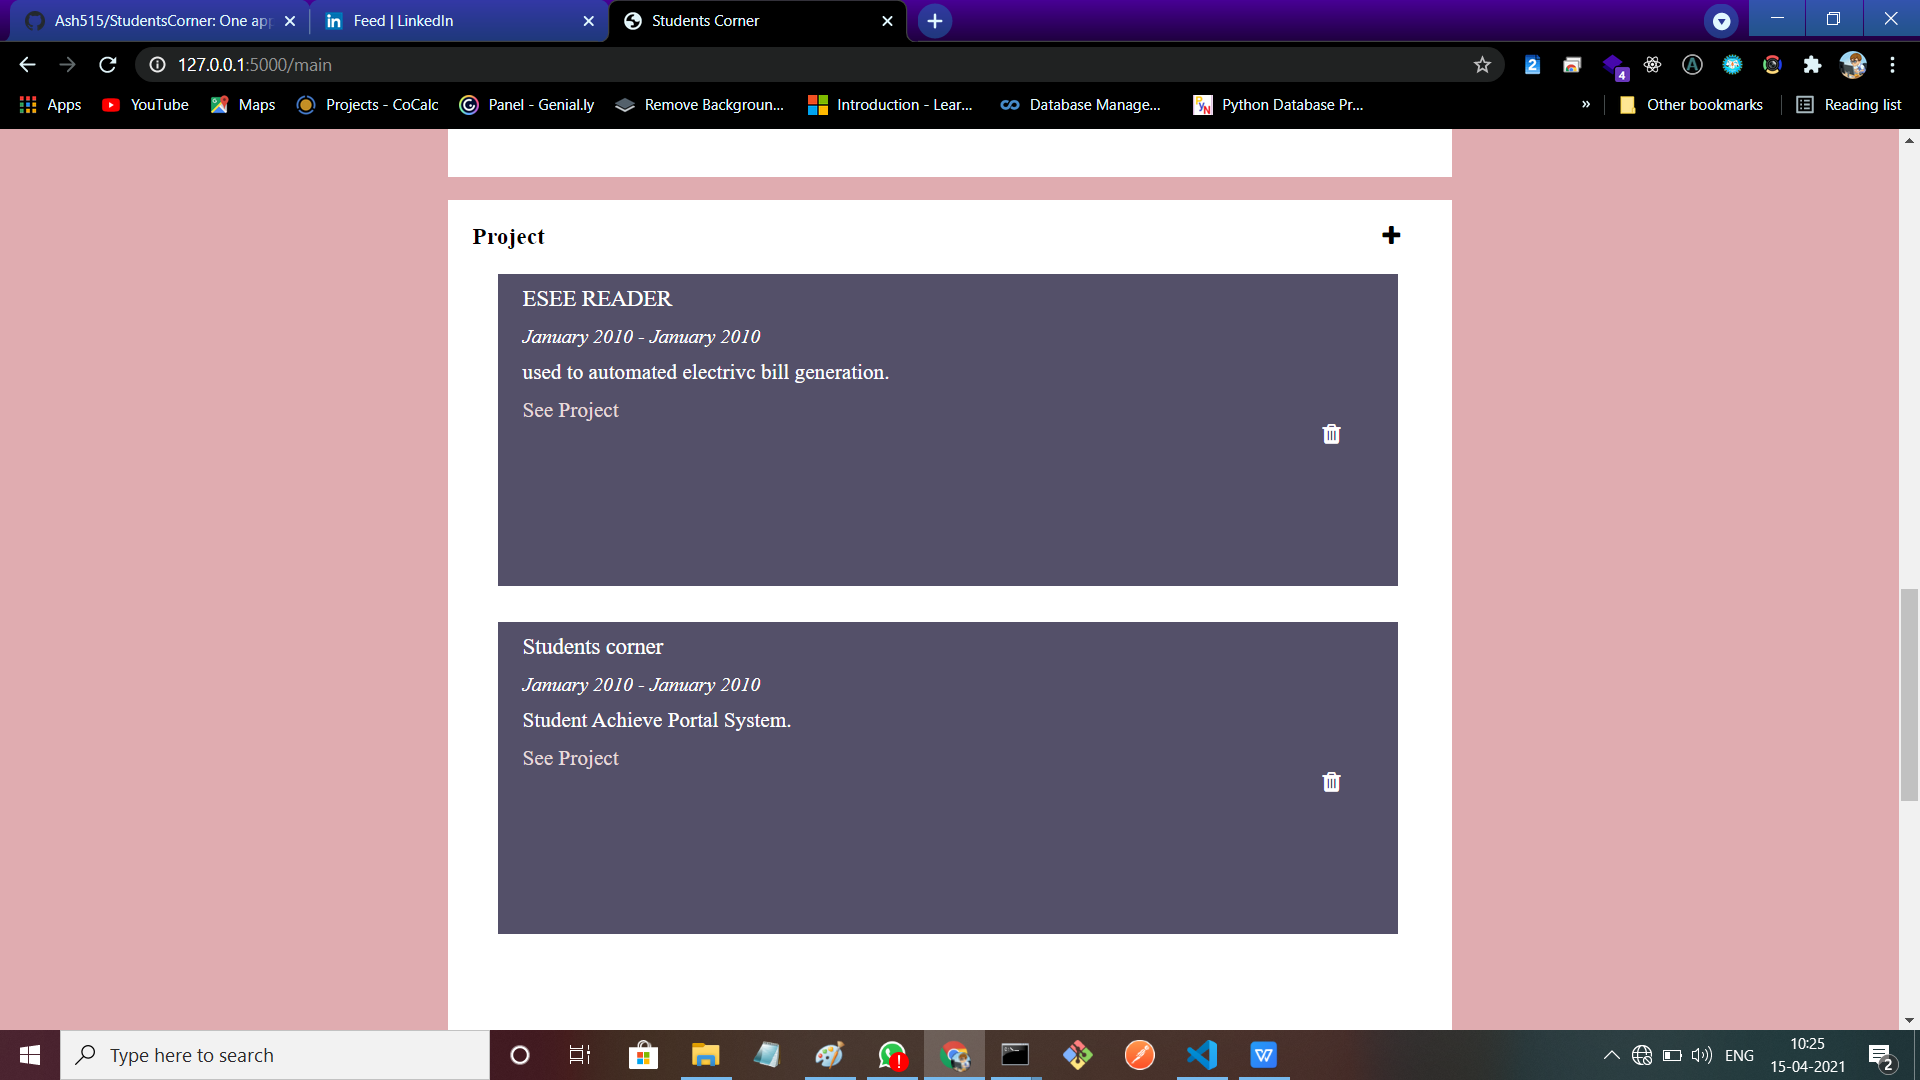 Ash515/StudentsCorner: One app
Feed | LinkedIn
Students Corner
127.0.0.1:5000/main
2
4
Apps
YouTube
Maps
Projects - CoCalc
Panel - Genial.ly
Remove Backgroun...
Introduction - Lear...
Database Manage...
Python Database Pr...
»
Other bookmarks
Reading list
Project
ESEE READER
January 2010 - January 2010
used to automated electrivc bill generation.
See Project
Students corner
January 2010 - January 2010
Student Achieve Portal System.
See Project
Type here to search
ENG
10:25
15-04-2021
2